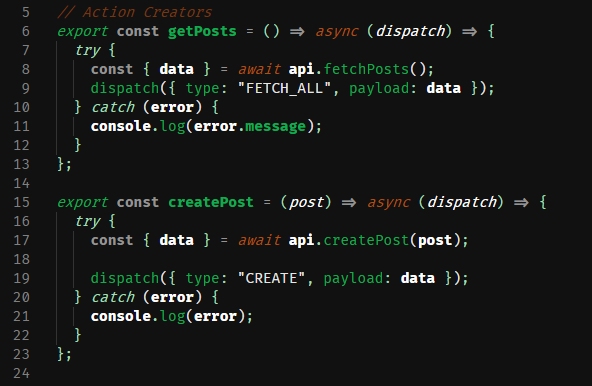 5 // Action Creators
6 export const getPosts = () => async (dispatch) => {
7   try {
8     const { data } = await api.fetchPosts();
9     dispatch({ type: "FETCH_ALL", payload: data });
10   } catch (error) {
11     console.log(error.message);
12   }
13 };
14
15 export const createPost = (post) => async (dispatch) => {
16   try {
17     const { data } = await api.createPost(post);
18
19     dispatch({ type: "CREATE", payload: data });
20   } catch (error) {
21     console.log(error);
22   }
23 };
24